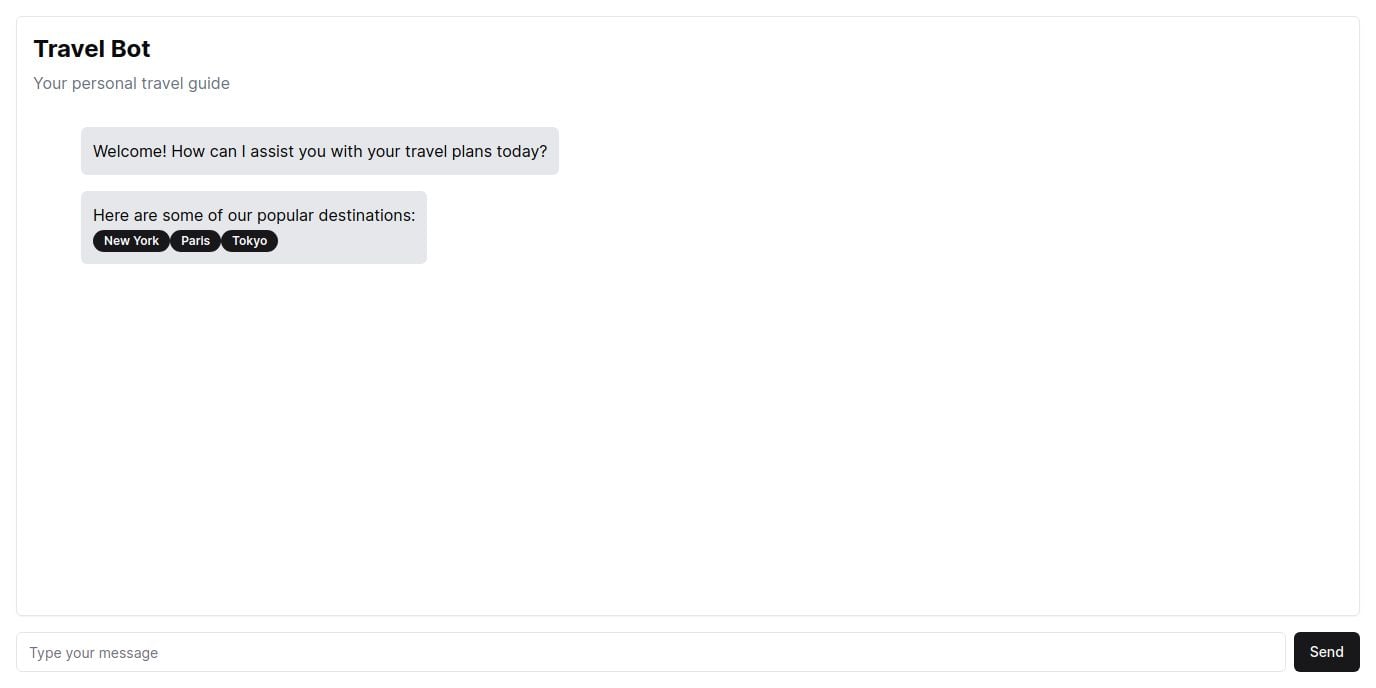 Travel Bot
Your personal travel guide
Welcome! How can I assist you with your travel plans today?
Here are some of our popular destinations:
New York Paris Tokyo
Type your message Send